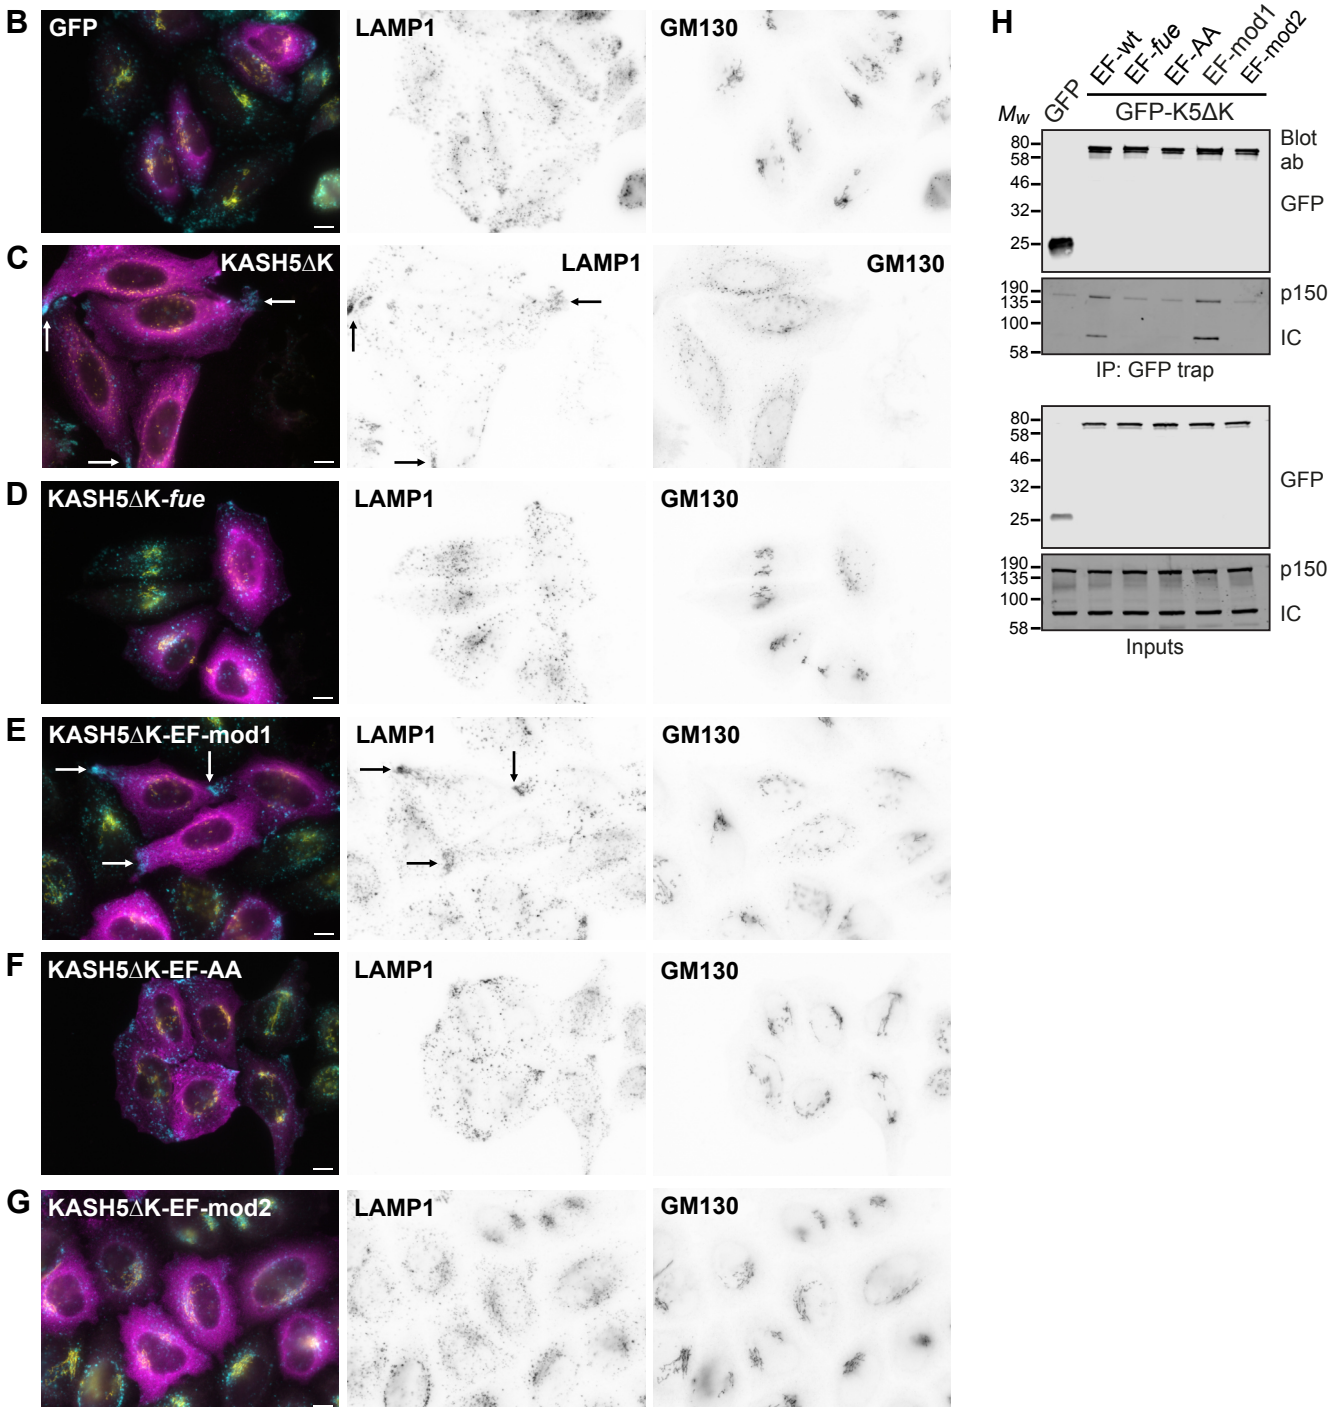 B
GFP
LAMP1
GM130
C
KASH5ΔK
LAMP1
GM130
D
KASH5ΔK-fue
LAMP1
GM130
E
KASH5ΔK-EF-mod1
LAMP1
GM130
F
KASH5ΔK-EF-AA
LAMP1
GM130
G
KASH5ΔK-EF-mod2
LAMP1
GM130
H
GFP
EF-wt
EF-fue
EF-AA
EF-mod1
EF-mod2
Mw
GFP-K5ΔK
80
58
46
32
25
Blot
ab
GFP
190
135
100
58
p150
IC
IP: GFP trap
80
58
46
32
25
GFP
190
135
100
58
p150
IC
Inputs